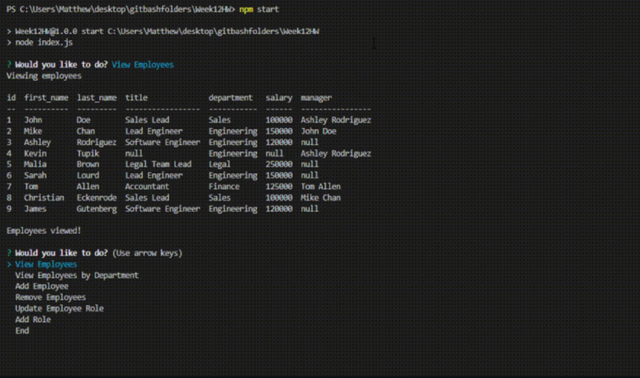 PS C:\Users\Matthew\desktop\gitbashfolders\Week12HW> npm start
> Week12HW@1.0.0 start C:\Users\Matthew\desktop\gitbashfolders\Week12HW
> node index.js
? Would you like to do? View Employees
Viewing employees
id first_name last_name title department salary manager
-- ---------- --------- ----------------- ----------- ------ ---------------
1 John Doe Sales Lead Sales 100000 Ashley Rodriguez
2 Mike Chan Lead Engineer Engineering 150000 John Doe
3 Ashley Rodriguez Software Engineer Engineering 120000 null
4 Kevin Tupik null Engineering null Ashley Rodriguez
5 Malia Brown Legal Team Lead Legal 250000 null
6 Sarah Lourd Lead Engineer Engineering 150000 null
7 Tom Allen Accountant Finance 125000 Tom Allen
8 Christian Eckenrode Sales Lead Sales 100000 Mike Chan
9 James Gutenberg Software Engineer Engineering 120000 null
Employees viewed!
? Would you like to do? (Use arrow keys)
> View Employees
View Employees by Department
Add Employee
Remove Employees
Update Employee Role
Add Role
End